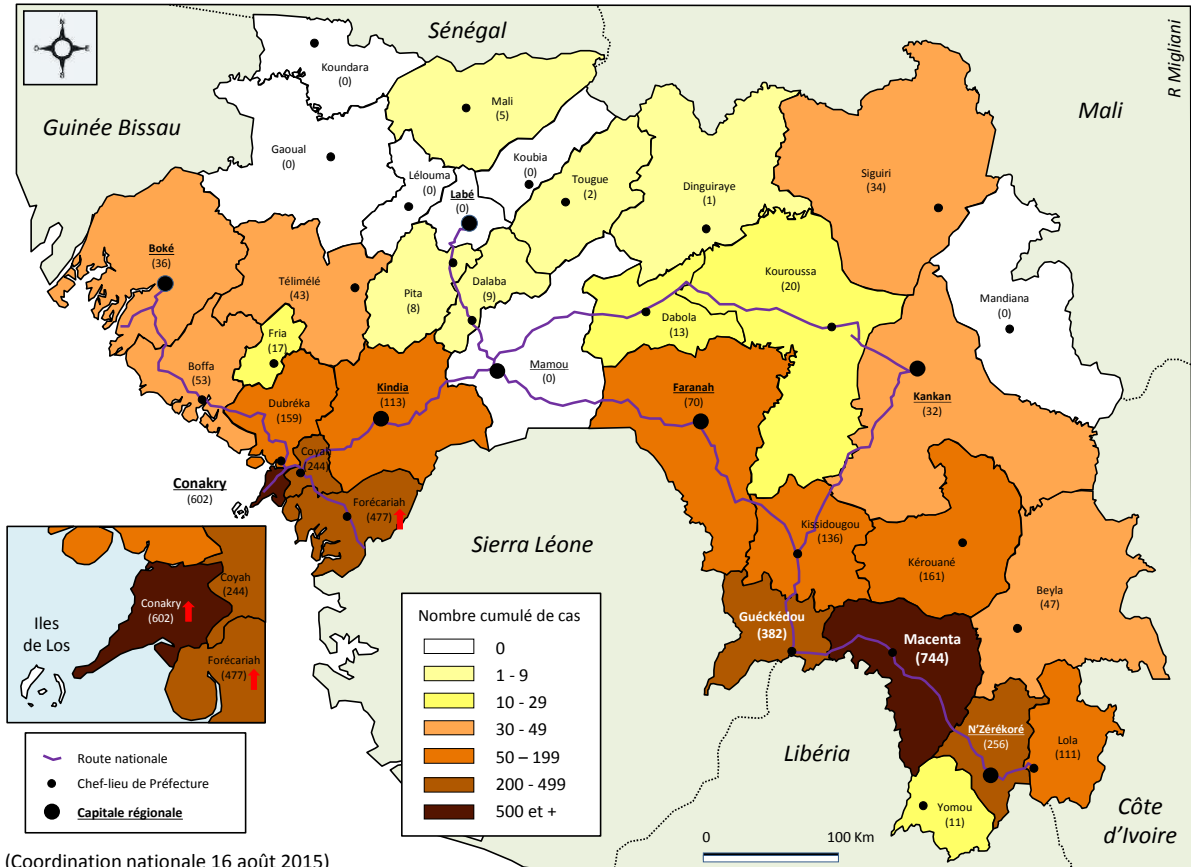 Sénégal
R Migliani
Koundara
(0)
Mali
(5)
Mali
Guinée Bissau
Gaoual
(0)
Koubia
(0)
Lélouma
(0)
Tougue
(2)
Dinguiraye
(1)
Siguiri
(34)
Labé
(0)
Boké
(36)
Télimélé
(43)
Pita
(8)
Dalaba
(9)
Kouroussa
(20)
Mandiana
(0)
Fria
(17)
Dabola
(13)
Boffa
(53)
Mamou
(0)
Kindia
(113)
Faranah
(70)
Kankan
(32)
Dubréka
(159)
Coyah
(244)
Conakry
(602)
Forécariah
(477)
Kissidougou
(136)
Sierra Léone
Kérouané
(161)
Beyla
(47)
Coyah
(244)
Conakry
(602)
Iles
de Los
Forécariah
(477)
Guéckédou
(382)
Macenta
(744)
N'Zérékoré
(256)
Lola
(111)
Libéria
Yomou
(11)
Côte
d'Ivoire
Nombre cumulé de cas
0
1 - 9
10 - 29
30 - 49
50 – 199
200 - 499
500 et +
Route nationale
Chef-lieu de Préfecture
Capitale régionale
0 100 Km
(Coordination nationale 16 août 2015)